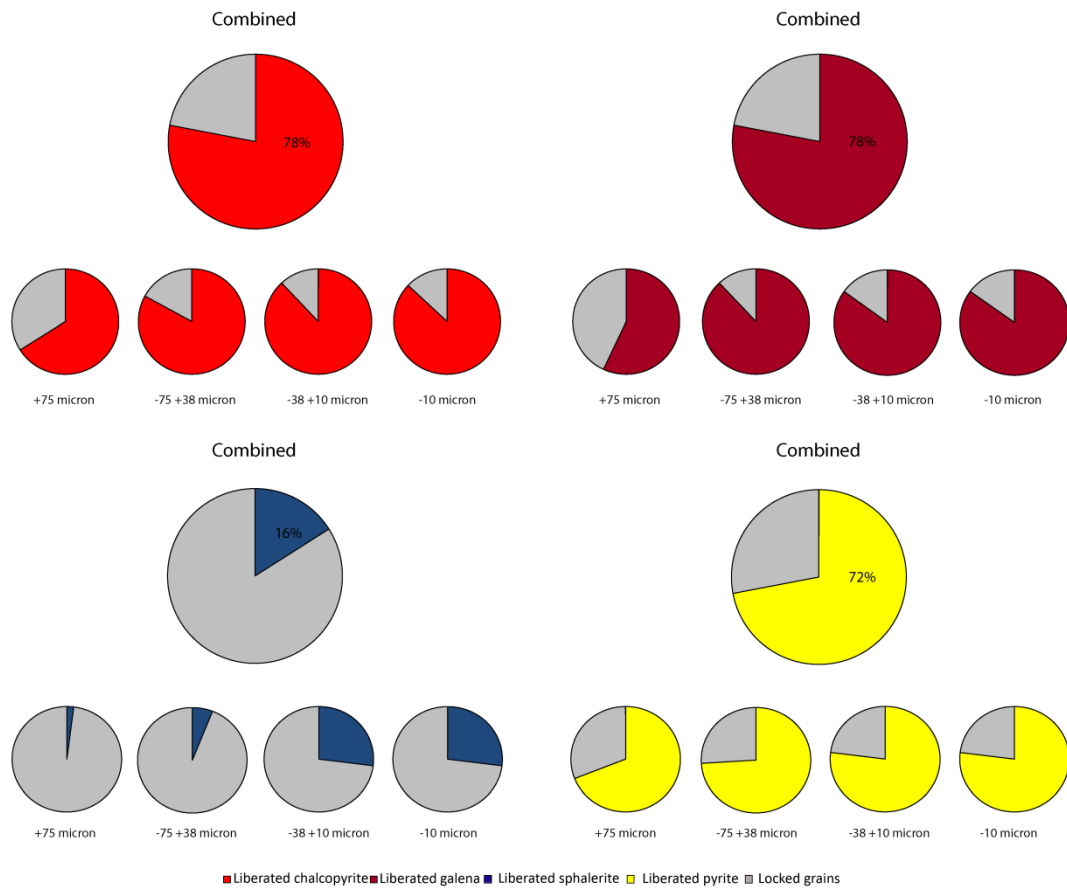 Combined
Combined
78%
78%
+75 micron
-75 +38 micron
-38 +10 micron
-10 micron
+75 micron
-75 +38 micron
-38 +10 micron
-10 micron
Combined
Combined
16%
72%
+75 micron
-75 +38 micron
-38 +10 micron
-10 micron
+75 micron
-75 +38 micron
-38 +10 micron
-10 micron
Liberated chalcopyrite Liberated galena Liberated sphalerite Liberated pyrite Locked grains